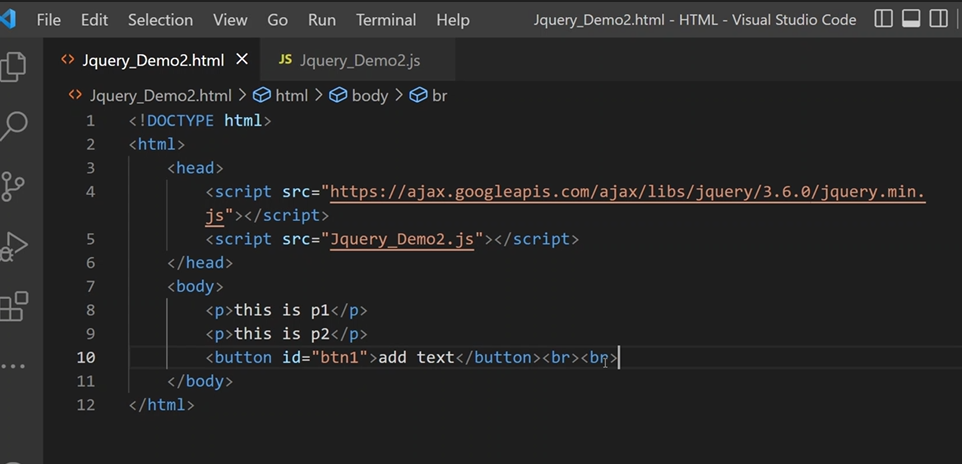 File Edit Selection View Go Run Terminal Help Jquery_Demo2.html - HTML - Visual Studio Code
<> Jquery_Demo2.html × JS Jquery_Demo2.js
<> Jquery_Demo2.html > html > body > br
1 <!DOCTYPE html>
2 <html>
3 <head>
4 <script src="https://ajax.googleapis.com/ajax/libs/jquery/3.6.0/jquery.min.
js"></script>
5 <script src="Jquery_Demo2.js"></script>
6 </head>
7 <body>
8 <p>this is p1</p>
9 <p>this is p2</p>
10 <button id="btn1">add text</button><br><br>
11 </body>
12 </html>